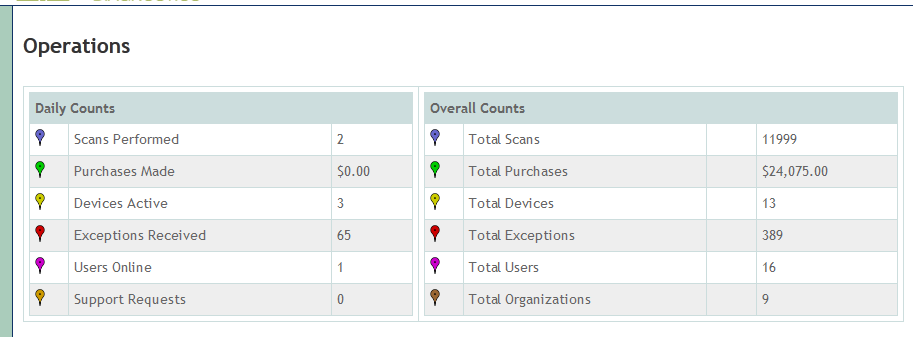 Operations
Daily Counts
Scans Performed 2
Purchases Made $0.00
Devices Active 3
Exceptions Received 65
Users Online 1
Support Requests 0
Overall Counts
Total Scans 11999
Total Purchases $24,075.00
Total Devices 13
Total Exceptions 389
Total Users 16
Total Organizations 9